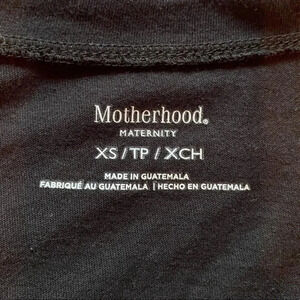 Motherhood®
MATERNITY
XS / TP / XCH
MADE IN GUATEMALA
FABRIQUÉ AU GUATEMALA | HECHO EN GUATEMALA